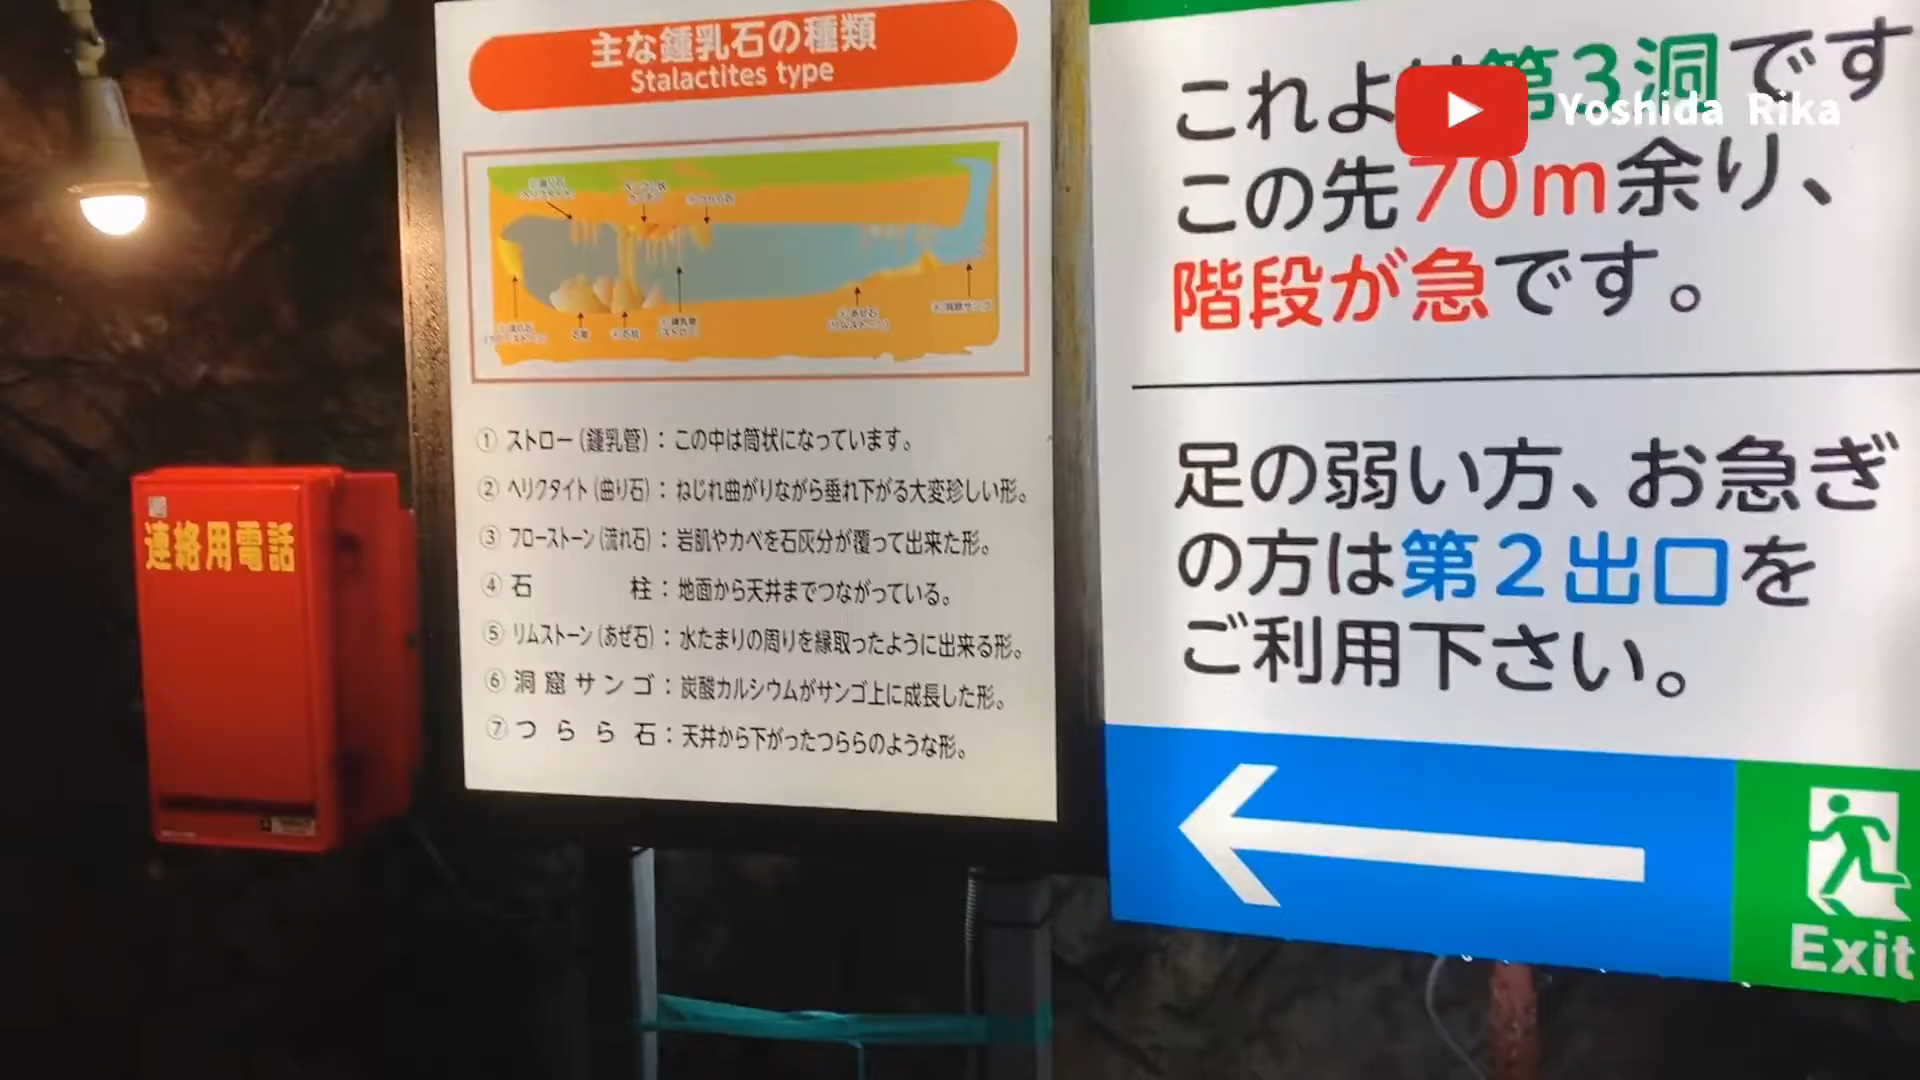 主な鍾乳石の種類
Stalactites type
① ストロー(鍾乳管):この中は筒状になっています。
② ヘリクタイト(曲り石):ねじれ曲がりながら垂れ下がる大変珍しい形。
③ フローストーン(流れ石):岩肌やカベを石灰分が覆って出来た形。
④ 石柱:地面から天井までつながっている。
⑤ リムストーン(あぜ石):水たまりの周りを縁取ったように出来る形。
⑥ 洞窟サンゴ:炭酸カルシウムがサンゴ上に成長した形。
⑦ つらら石:天井から下がったつららのような形。
連絡用電話
これより第3洞です
この先70m余り、
階段が急です。
足の弱い方、お急ぎ
の方は第2出口を
ご利用下さい。
Exit
Yoshida Rika